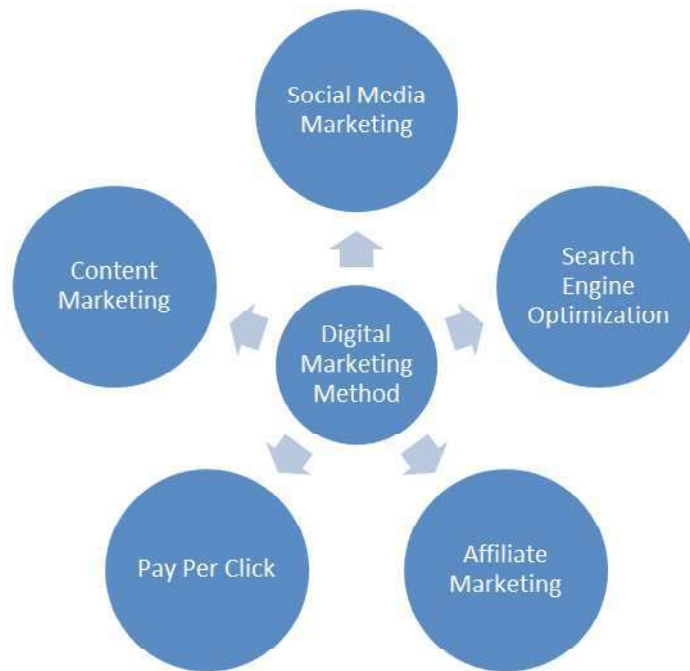 Social Media
Marketing
Search
Engine
Optimization
Content
Marketing
Digital
Marketing
Method
Pay Per Click
Affiliate
Marketing